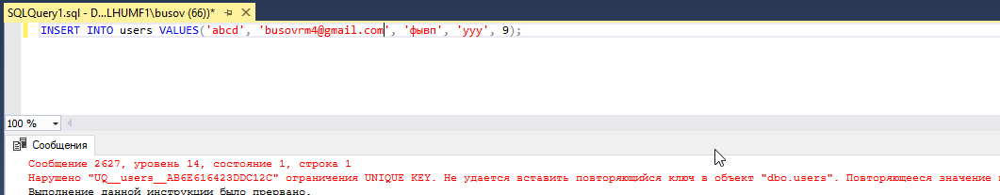 SQLQuery1.sql - D...LHUMF1\busov (66))*
INSERT INTO users VALUES('abcd', 'busovrm4@gmail.com', 'фывп', 'yyy', 9);
100 %
Сообщения
Сообщение 2627, уровень 14, состояние 1, строка 1
Нарушено "UQ__users__AB6E616423DDC12C" ограничения UNIQUE KEY. Не удается вставить повторяющийся ключ в объект "dbo.users". Повторяющееся значение
Выполнение данной инструкции было прервано.